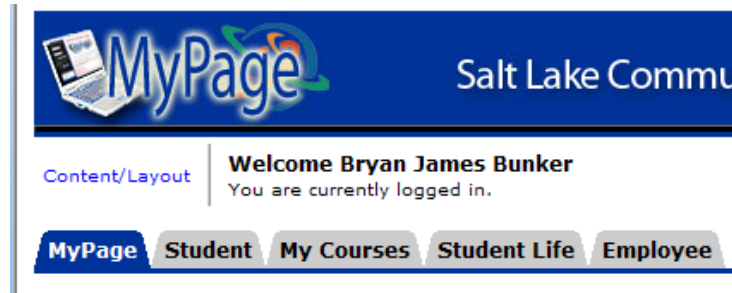 MyPage
Salt Lake Commu
Content/Layout
Welcome Bryan James Bunker
You are currently logged in.
MyPage Student My Courses Student Life Employee